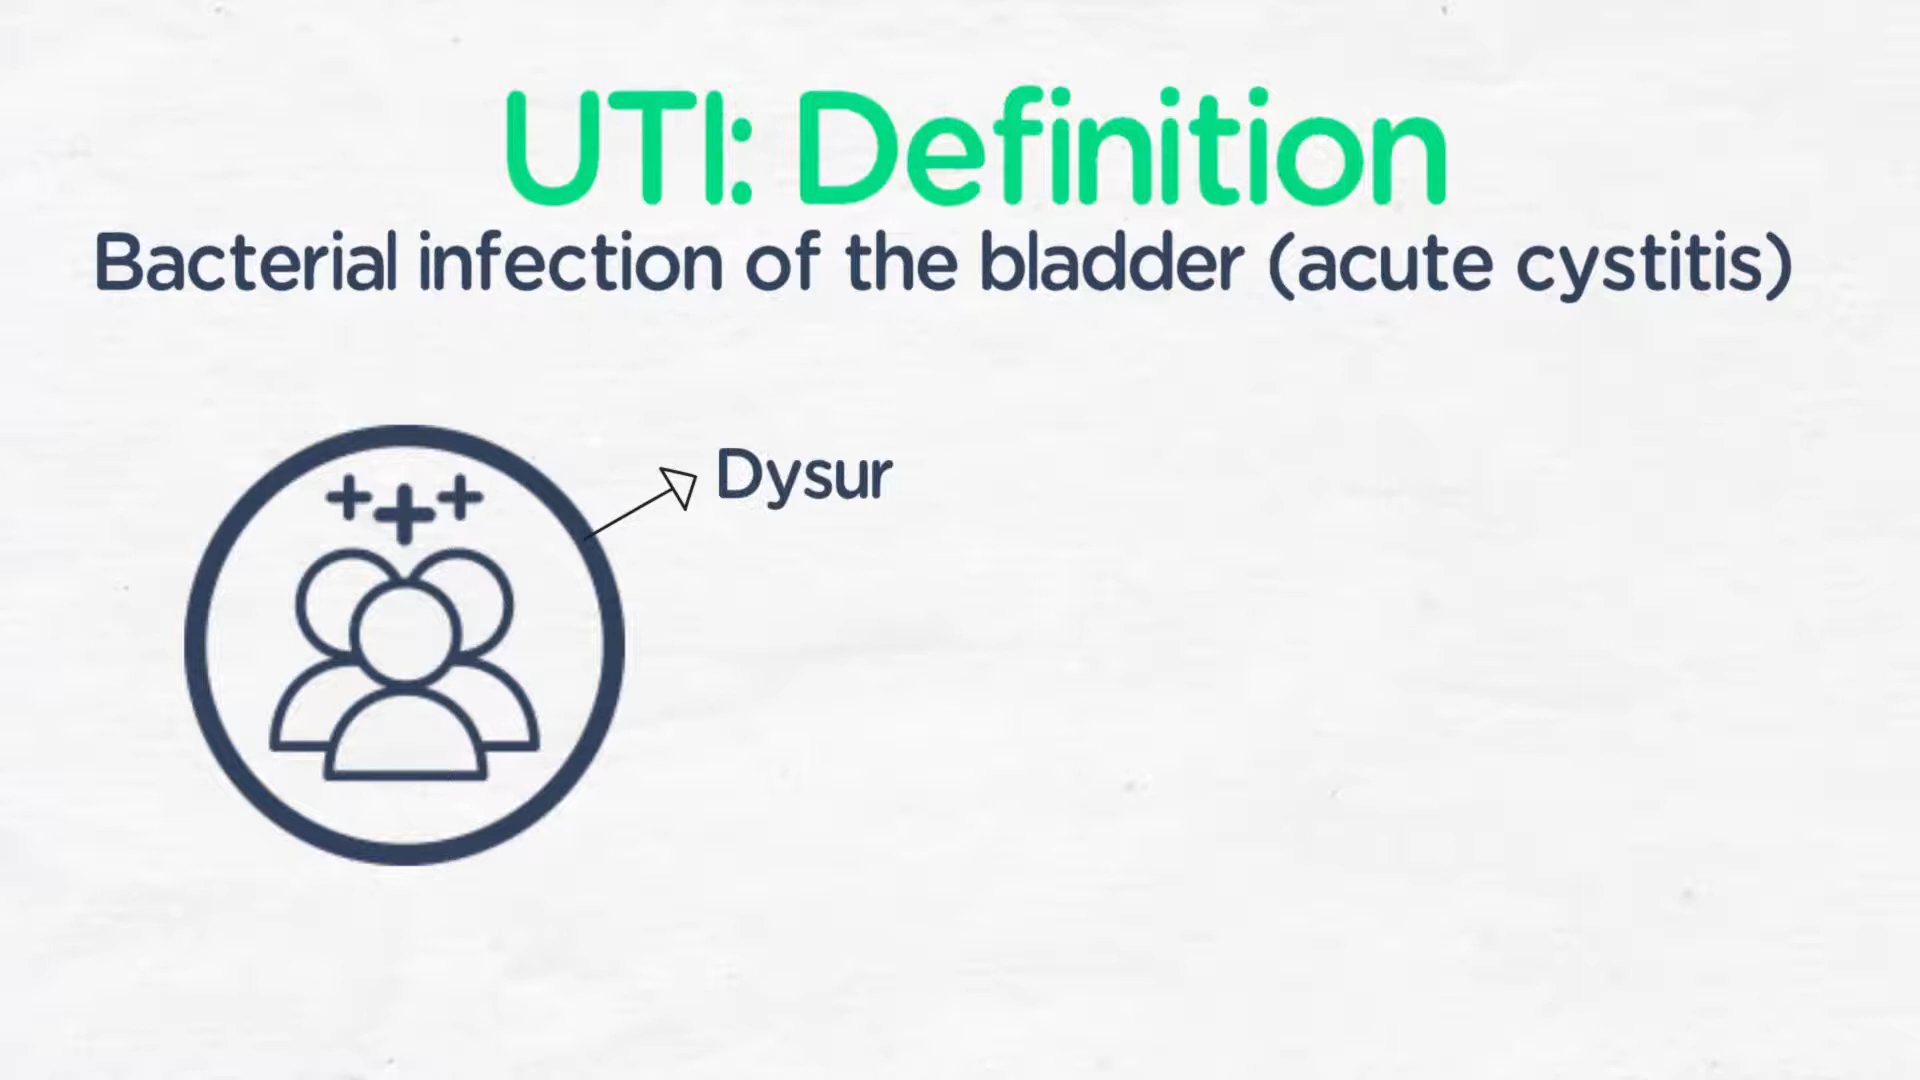 UTI: Definition
Bacterial infection of the bladder (acute cystitis)
Dysur